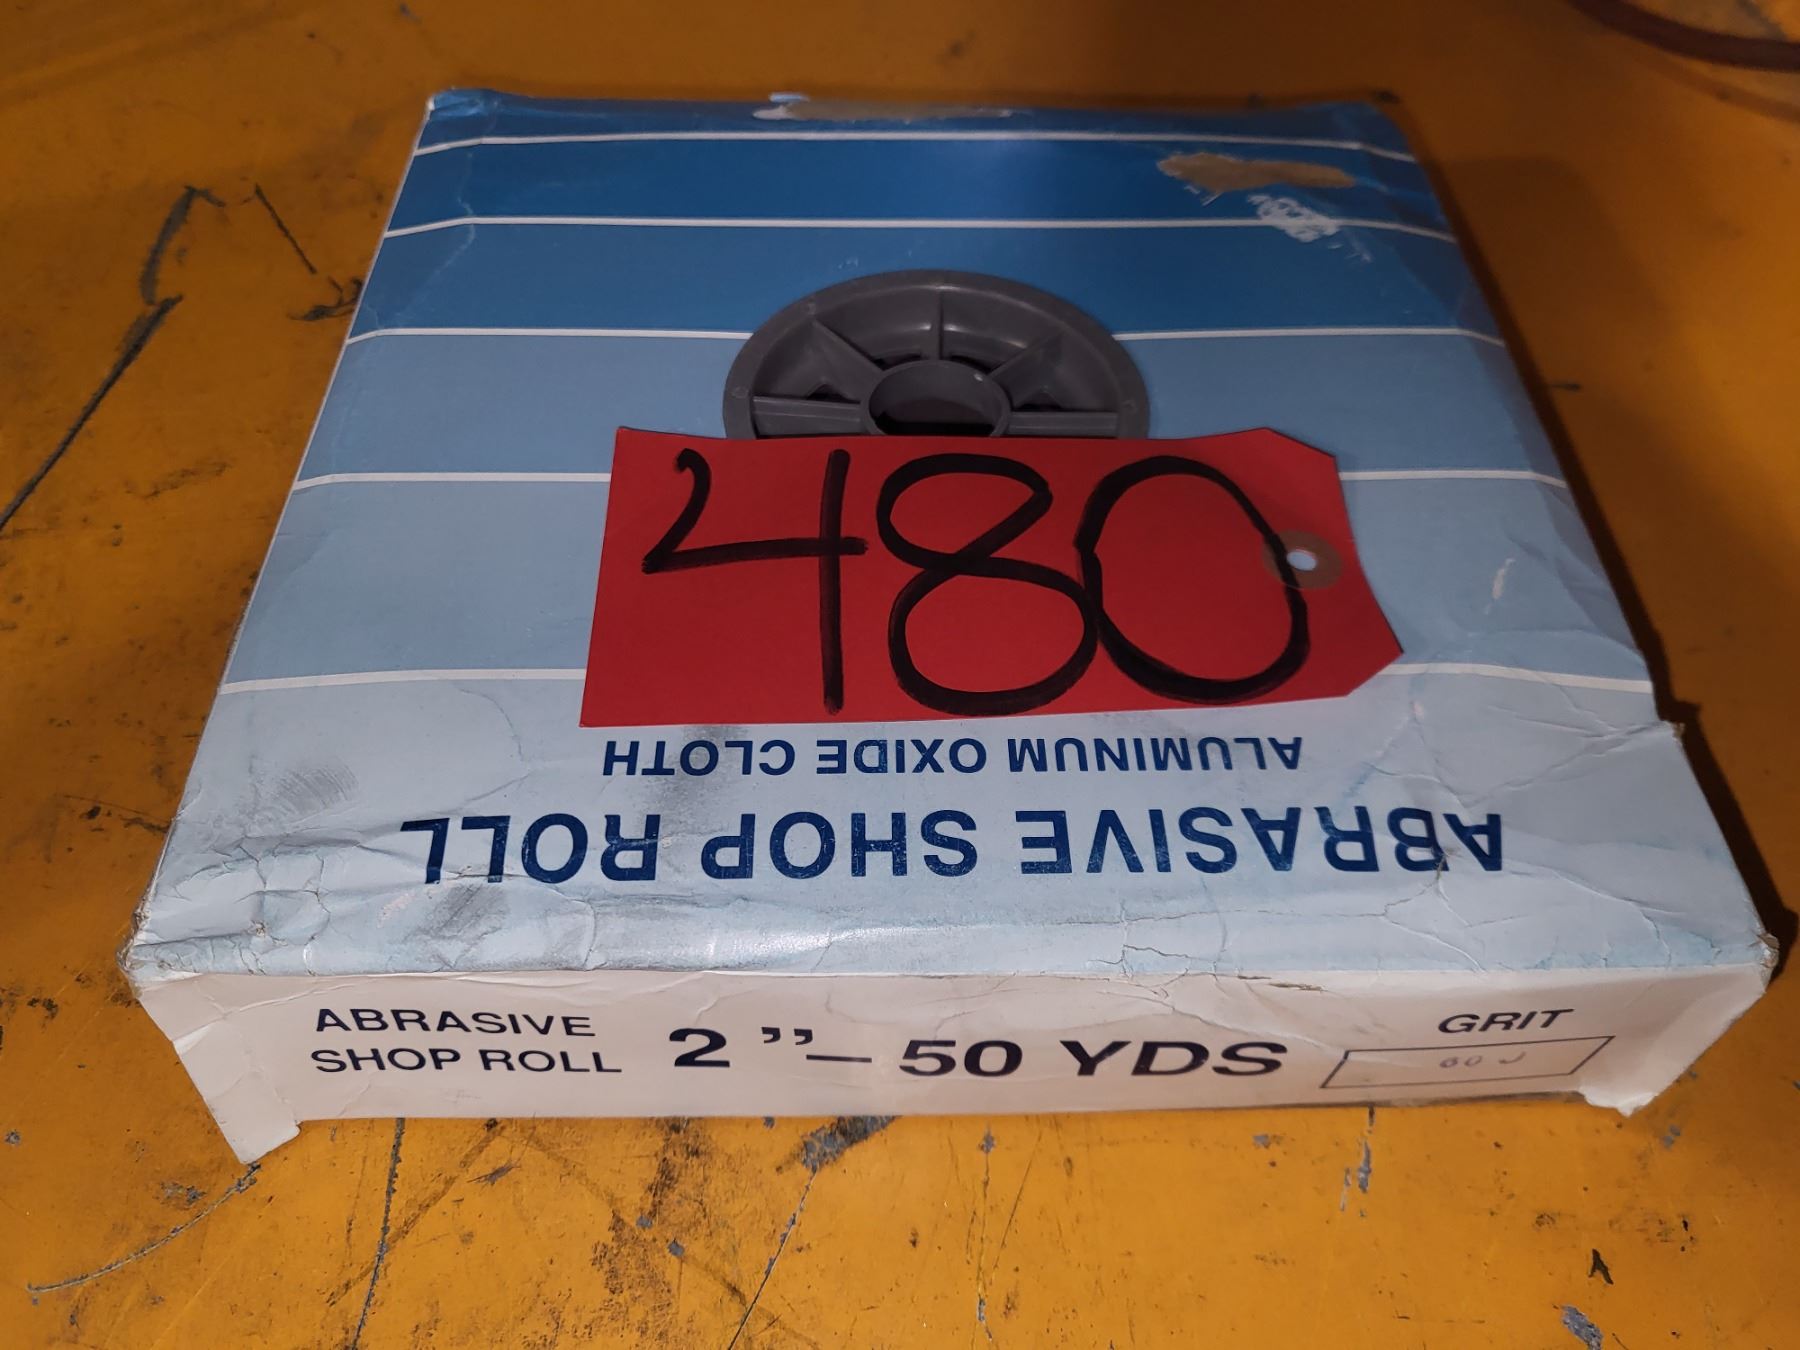 480
ABRASIVE SHOP ROLL
ALUMINUM OXIDE CLOTH
ABRASIVE
SHOP ROLL
2"– 50 YDS
GRIT